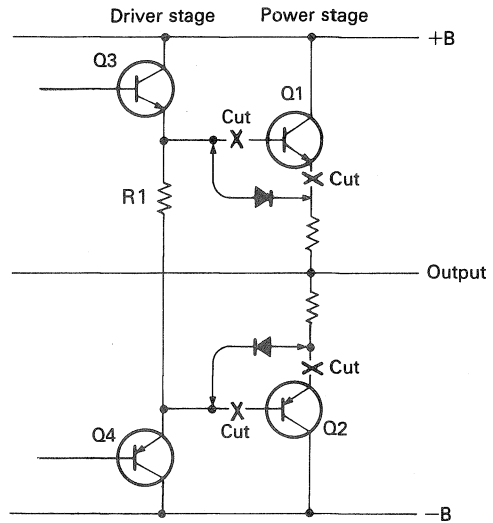 Driver stage
Power stage
+B
Q3
Q1
Cut
Cut
R1
Output
Cut
Q4
Cut
Q2
−B